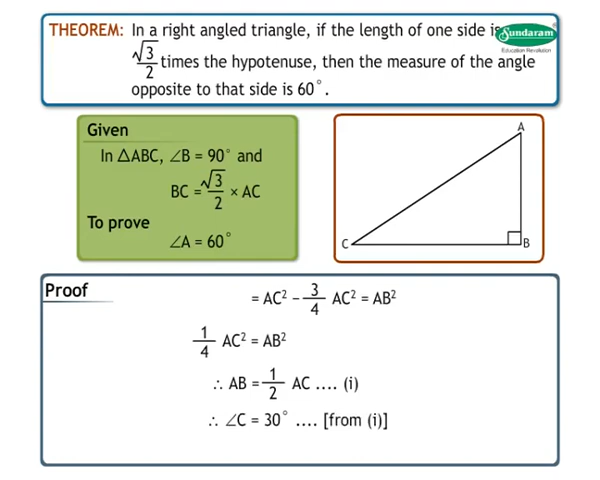 THEOREM: In a right angled triangle, if the length of one side is
√3/2 times the hypotenuse, then the measure of the angle
opposite to that side is 60°.
Sundaram
Education Revolution
Given
In △ABC, ∠B = 90° and
BC = √3/2 × AC
To prove
∠A = 60°
A
C
B
Proof
= AC² – 3/4 AC² = AB²
1/4 AC² = AB²
∴ AB = 1/2 AC .... (i)
∴ ∠C = 30° .... [from (i)]